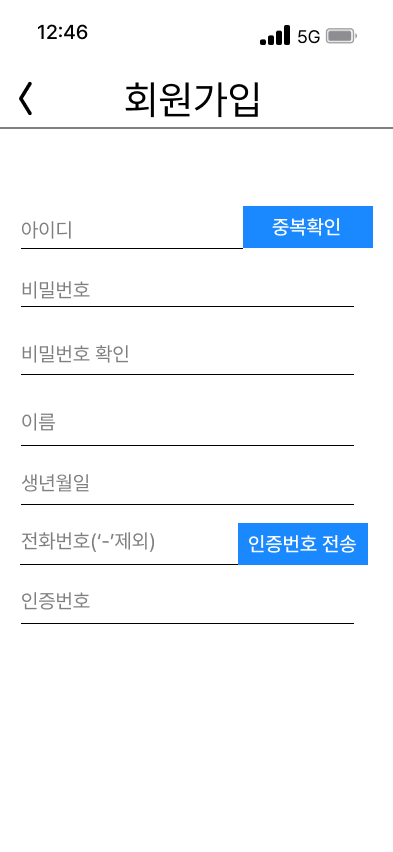 12:46
5G
회원가입
아이디
중복확인
비밀번호
비밀번호 확인
이름
생년월일
전화번호(‘-’제외)
인증번호 전송
인증번호